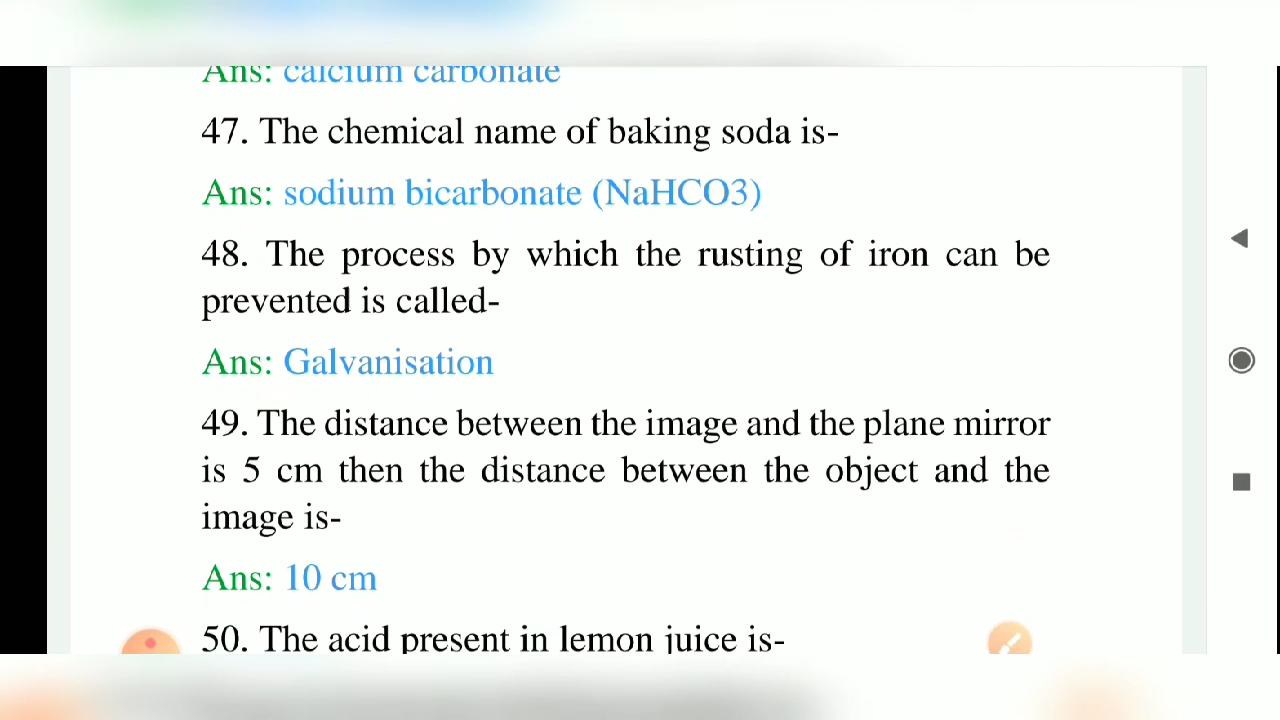 Ans: calcium carbonate
47. The chemical name of baking soda is-
Ans: sodium bicarbonate (NaHCO3)
48. The process by which the rusting of iron can be
prevented is called-
Ans: Galvanisation
49. The distance between the image and the plane mirror
is 5 cm then the distance between the object and the
image is-
Ans: 10 cm
50. The acid present in lemon juice is-